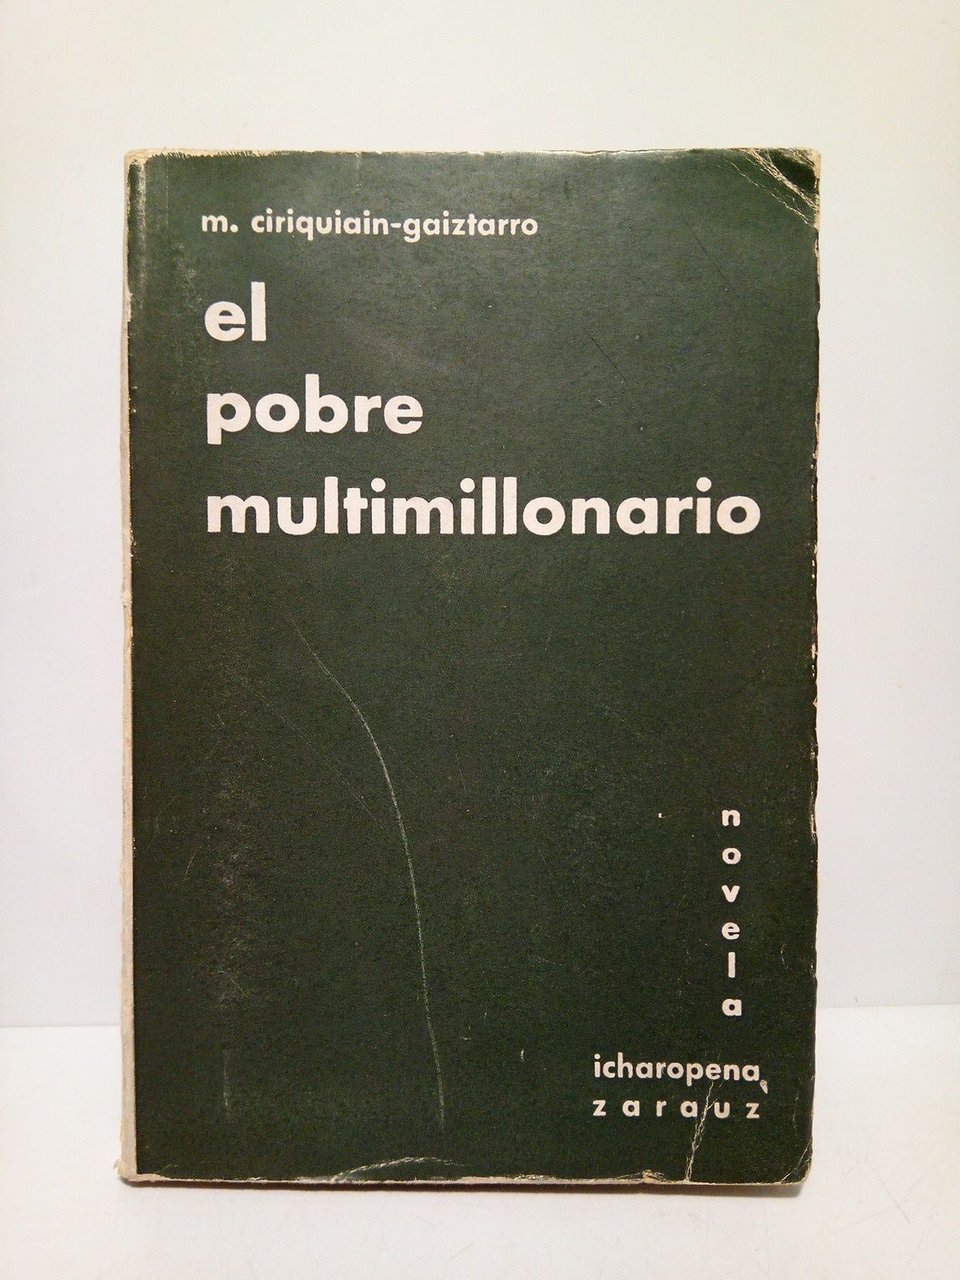 m. ciriquiain-gaiztarro
el
pobre
multimillonario
novela
icharopena
zarauz